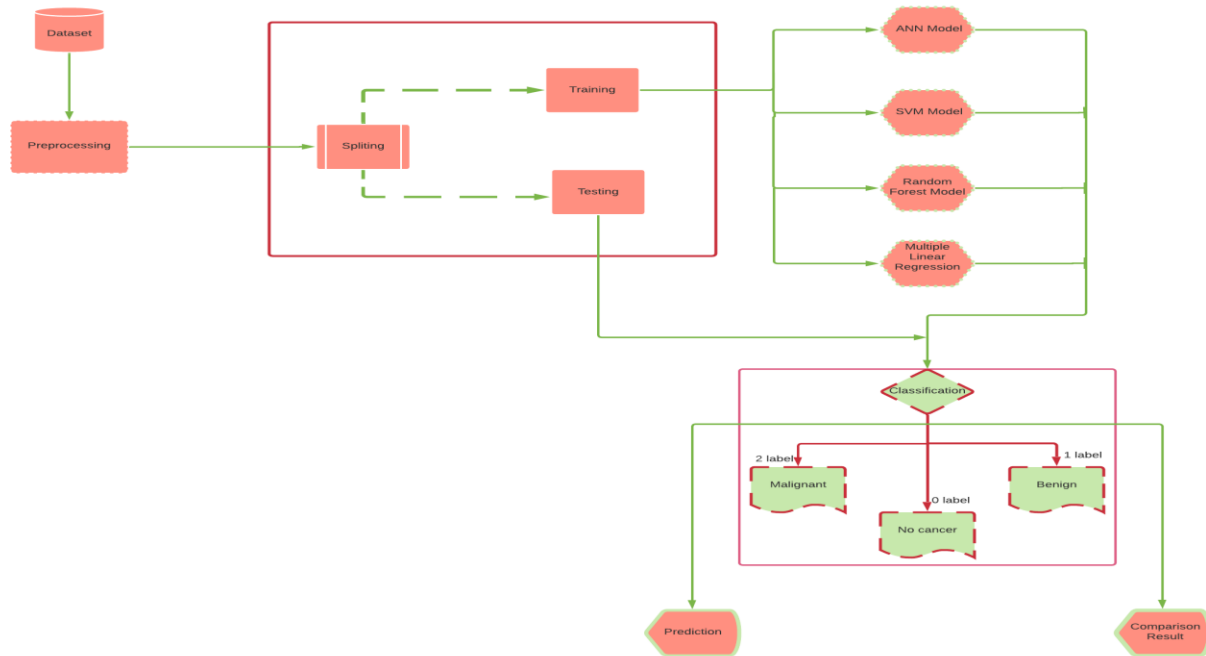 Dataset
Preprocessing
Spliting
Training
Testing
ANN Model
SVM Model
Random
Forest Model
Multiple
Linear
Regression
Classification
2 label
Malignant
0 label
No cancer
1 label
Benign
Prediction
Comparison
Result